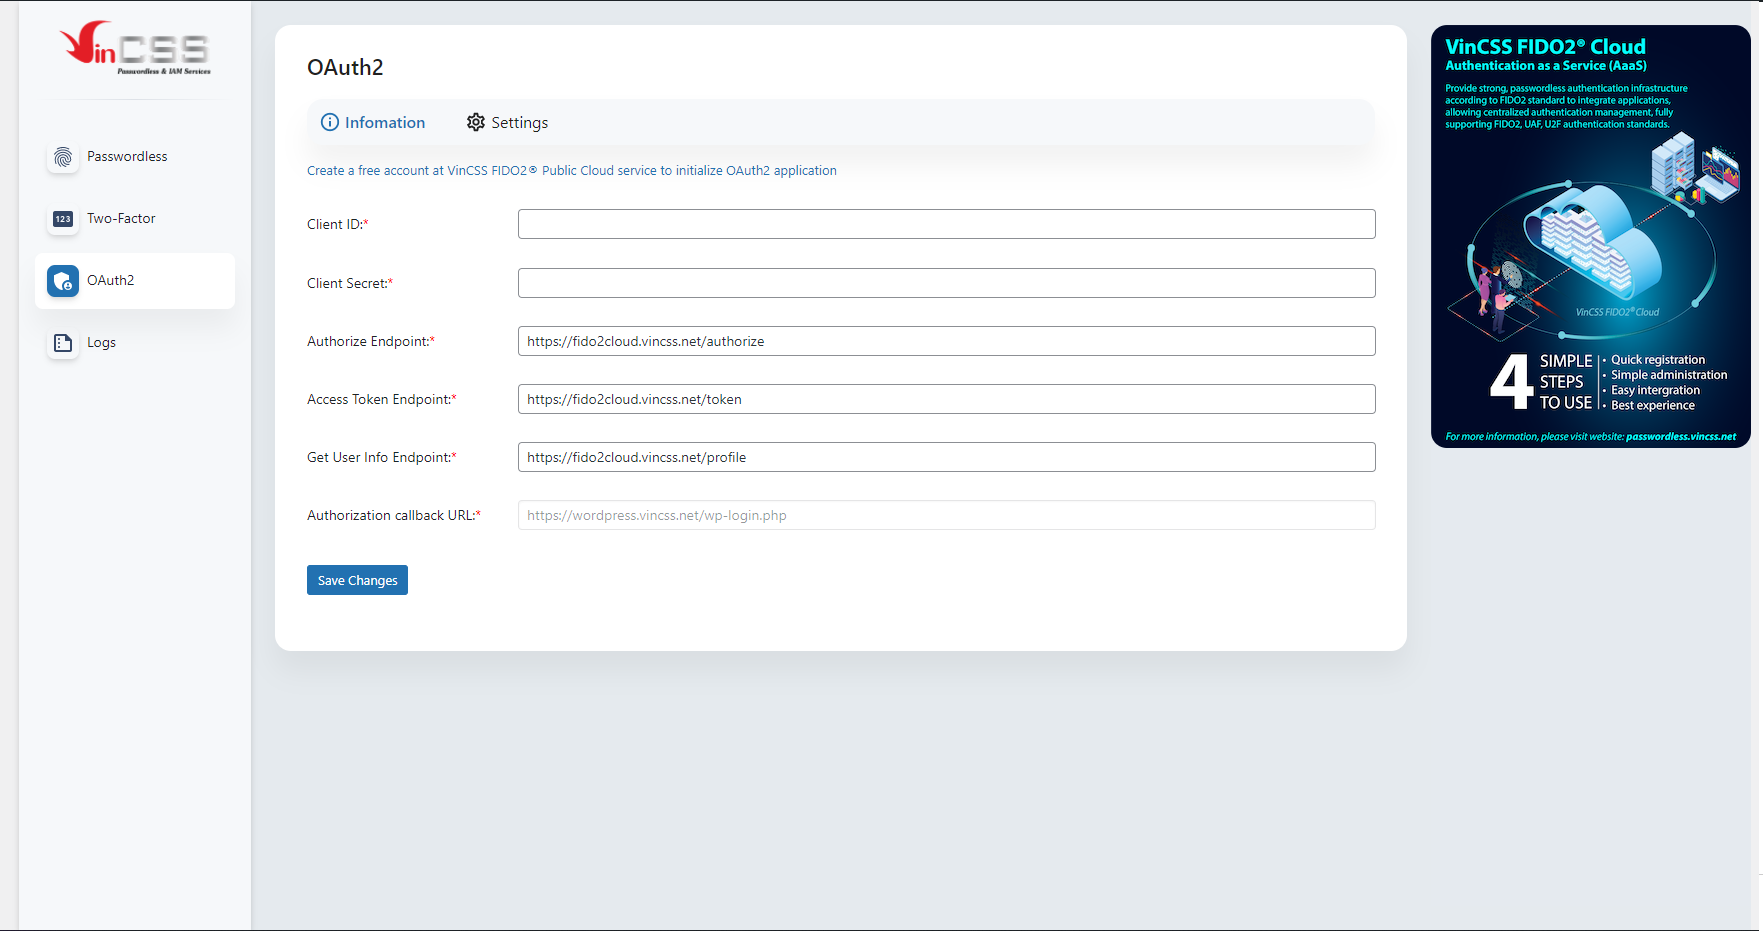 VinCSS
Passwordless & IAM Services
Passwordless
123
Two-Factor
OAuth2
Logs
OAuth2
Infomation
Settings
Create a free account at VinCSS FIDO2® Public Cloud service to initialize OAuth2 application
Client ID:*
Client Secret:*
Authorize Endpoint:*
https://fido2cloud.vincss.net/authorize
Access Token Endpoint:*
https://fido2cloud.vincss.net/token
Get User Info Endpoint:*
https://fido2cloud.vincss.net/profile
Authorization callback URL:*
https://wordpress.vincss.net/wp-login.php
Save Changes
VinCSS FIDO2® Cloud
Authentication as a Service (AaaS)
Provide strong, passwordless authentication infrastructure
according to FIDO2 standard to integrate applications,
allowing centralized authentication management, fully
supporting FIDO2, UAF, U2F authentication standards.
VinCSS FIDO2® Cloud
4 SIMPLE
STEPS
TO USE
• Quick registration
• Simple administration
• Easy intergration
• Best experience
For more information, please visit website: passwordless.vincss.net